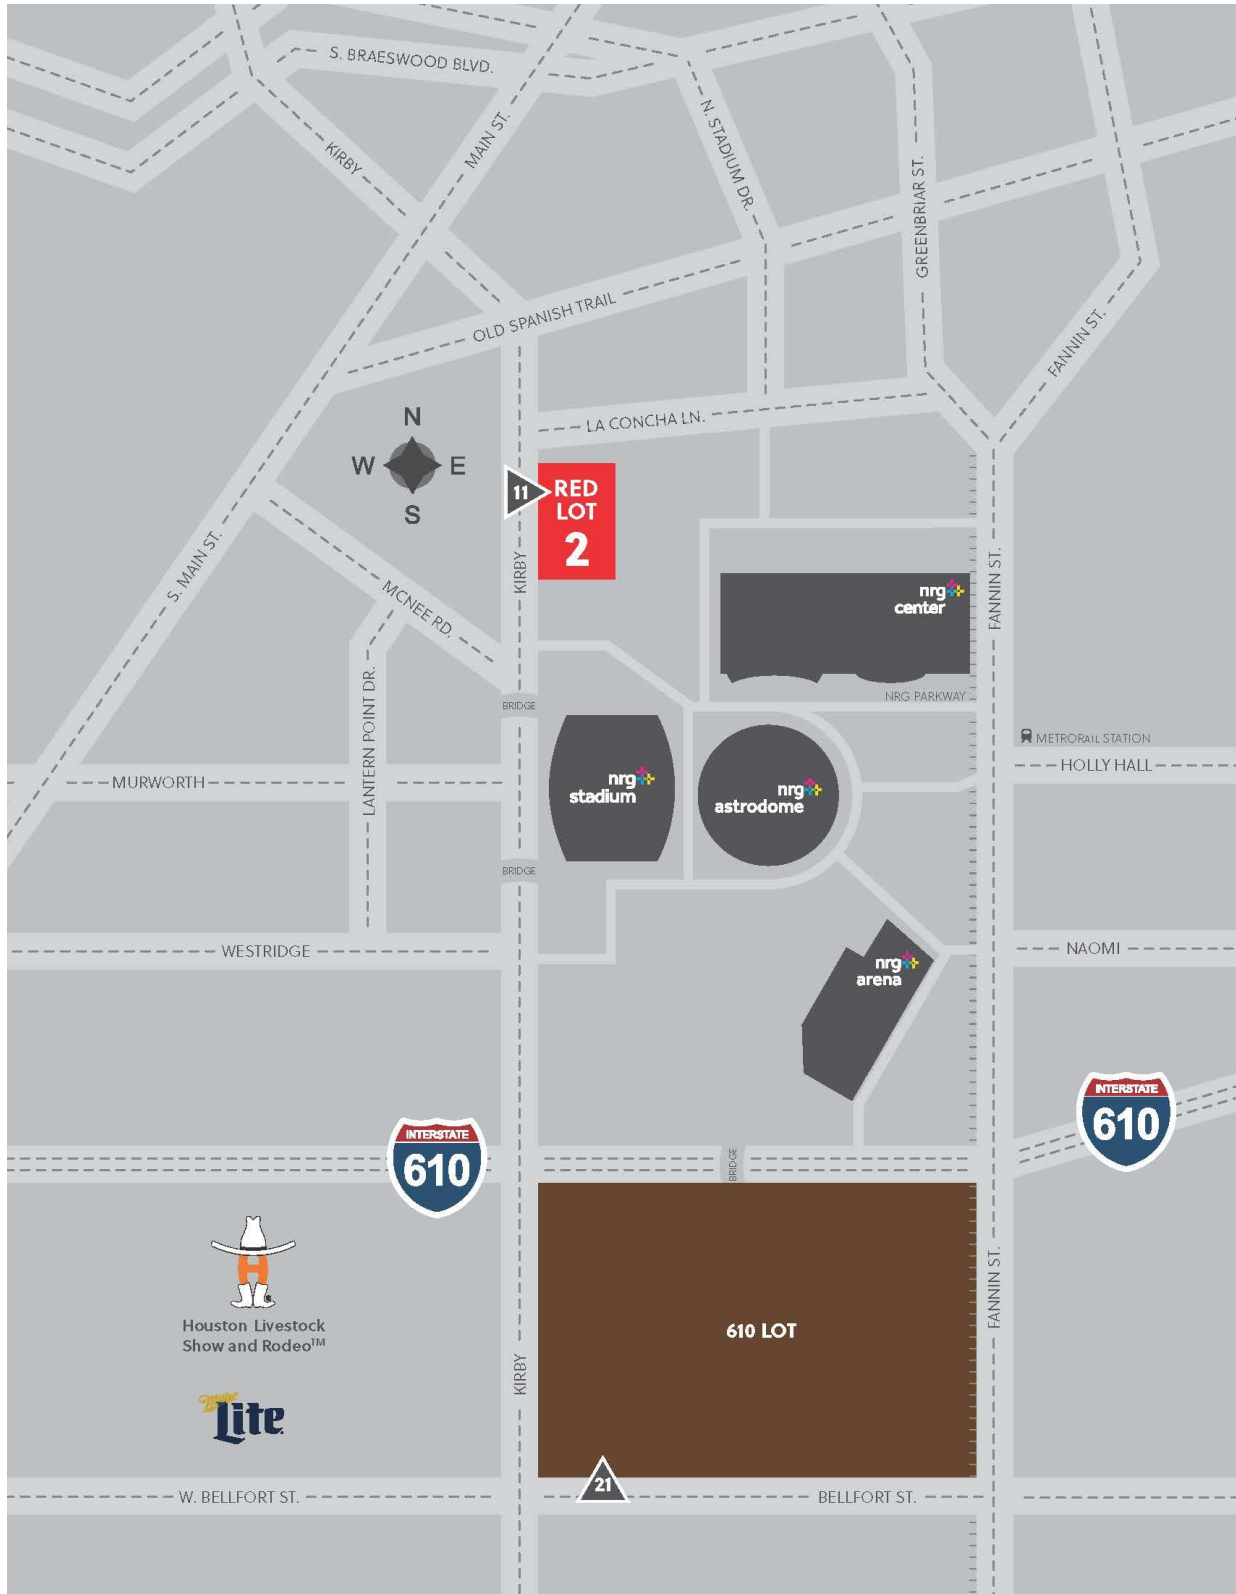 S. BRAESWOOD BLVD.
MAIN ST.
KIRBY
N. STADIUM DR.
GREENBRIAR ST.
OLD SPANISH TRAIL
FANNIN ST.
LA CONCHA LN.
N
W
E
S
11
RED
LOT
2
S. MAIN ST.
MCNEE RD.
KIRBY
FANNIN ST.
nrg
center
NRG PARKWAY
LANTERN POINT DR.
BRIDGE
METRORAIL STATION
HOLLY HALL
MURWORTH
nrg
stadium
nrg
astrodome
BRIDGE
WESTRIDGE
NAOMI
nrg
arena
INTERSTATE
610
INTERSTATE
610
BRIDGE
H
Houston Livestock
Show and Rodeo™
610 LOT
FANNIN ST.
KIRBY
Miller
Lite
21
W. BELLFORT ST.
BELLFORT ST.